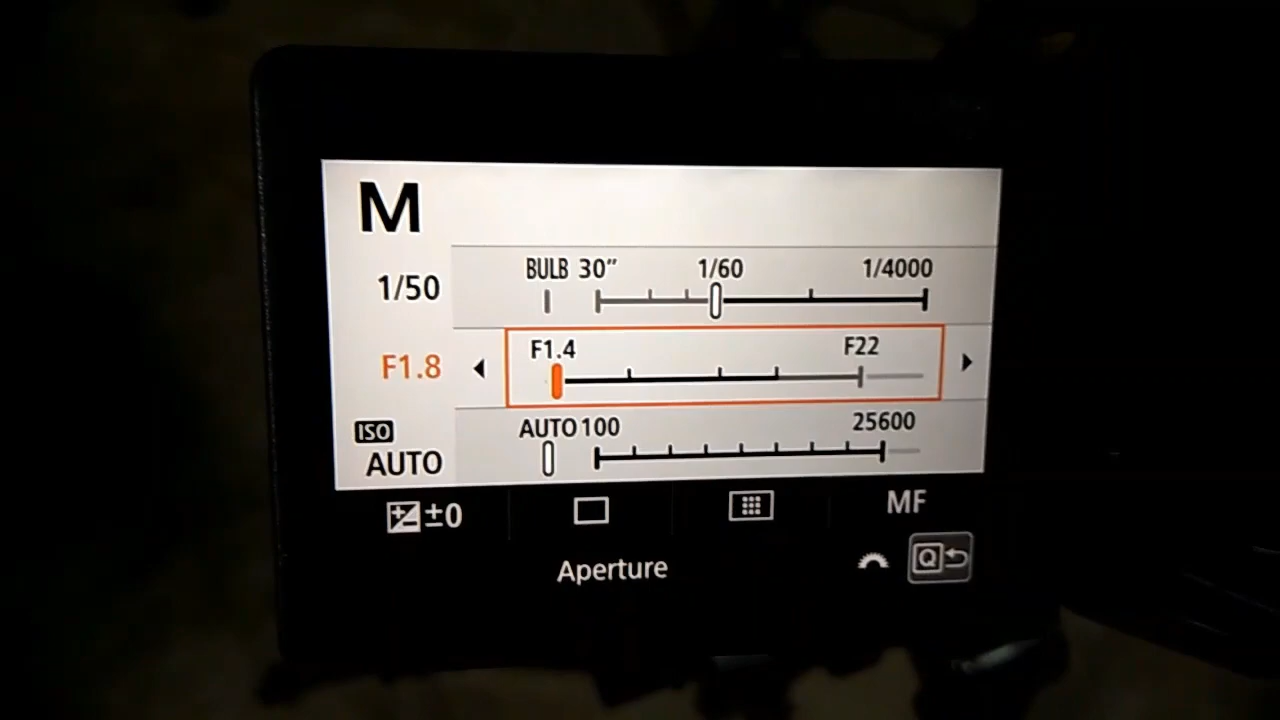 M
BULB 30" 1/60 1/4000
1/50
F1.4 F22
F1.8
AUTO 100 25600
ISO
AUTO
±0 MF
Aperture Q